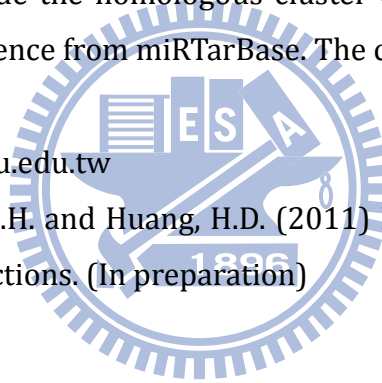 de the homologous cluster
ence from miRTarBase. The c
E S A
u.edu.tw
.H. and Huang, H.D. (2011)
1896
ctions. (In preparation)